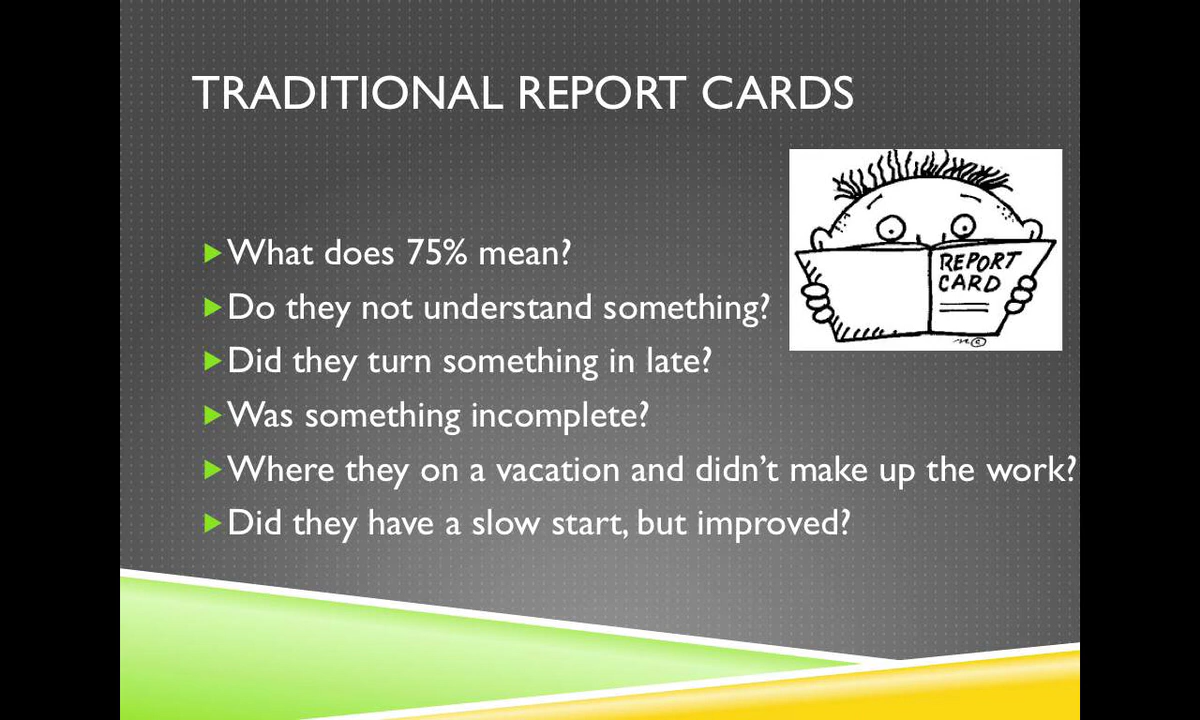 TRADITIONAL REPORT CARDS
REPORT
CARD
What does 75% mean?
Do they not understand something?
Did they turn something in late?
Was something incomplete?
Where they on a vacation and didn't make up the work?
Did they have a slow start, but improved?